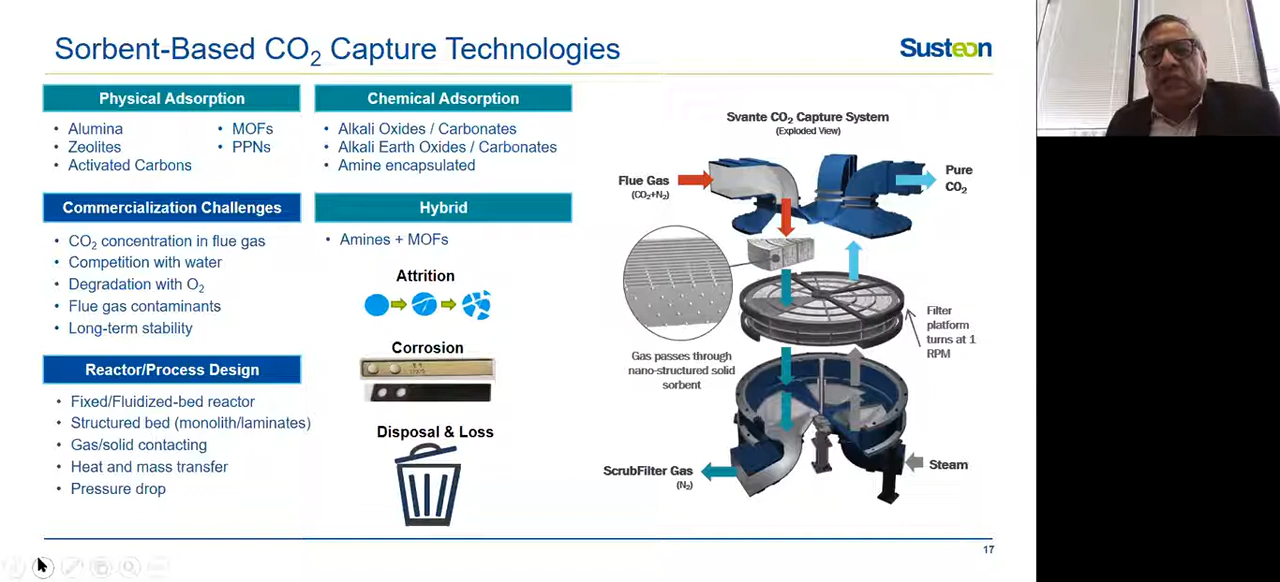 Sorbent-Based CO₂ Capture Technologies
Susteon
Physical Adsorption
• Alumina
• Zeolites
• Activated Carbons
• MOFs
• PPNs
Chemical Adsorption
• Alkali Oxides / Carbonates
• Alkali Earth Oxides / Carbonates
• Amine encapsulated
Commercialization Challenges
• CO₂ concentration in flue gas
• Competition with water
• Degradation with O₂
• Flue gas contaminants
• Long-term stability
Hybrid
• Amines + MOFs
Attrition
Corrosion
Disposal & Loss
Reactor/Process Design
• Fixed/Fluidized-bed reactor
• Structured bed (monolith/laminates)
• Gas/solid contacting
• Heat and mass transfer
• Pressure drop
Svante CO₂ Capture System
(Exploded View)
Flue Gas
(CO₂+N₂)
Pure
CO₂
Gas passes through
nano-structured solid
sorbent
Filter
platform
turns at 1
RPM
ScrubFilter Gas
(N₂)
Steam
17